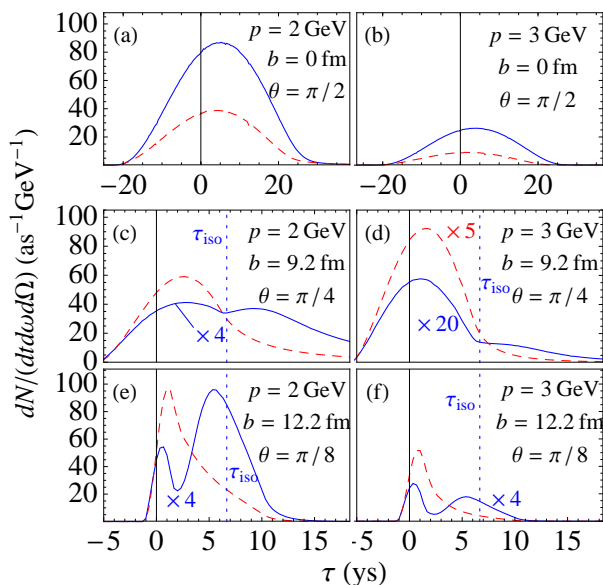 dN/(dtdωdΩ) (as⁻¹GeV⁻¹)
(a) p = 2 GeV
b = 0 fm
θ = π/2
100
80
60
40
20
−20 0 20
(b) p = 3 GeV
b = 0 fm
θ = π/2
−20 0 20
(c) τiso p = 2 GeV
b = 9.2 fm
θ = π/4
× 4
100
80
60
40
20
0
(d) × 5 p = 3 GeV
b = 9.2 fm
τiso
θ = π/4
× 20
(e) p = 2 GeV
b = 12.2 fm
θ = π/8
τiso
× 4
100
80
60
40
20
−5 0 5 10 15
(f) p = 3 GeV
τiso
b = 12.2 fm
θ = π/8
× 4
−5 0 5 10 15
τ (ys)